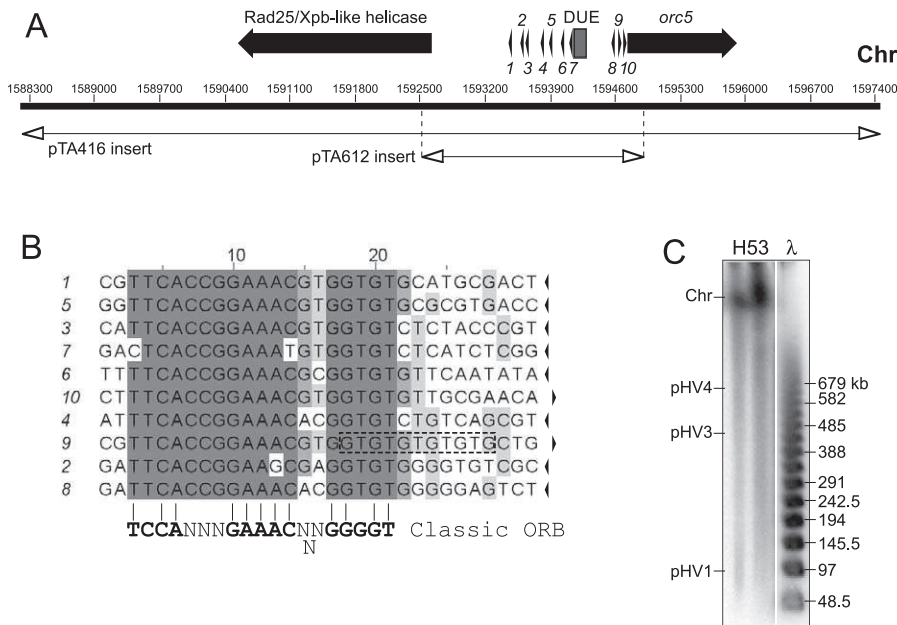 A
Rad25/Xpb-like helicase
2 5 DUE 9 orc5
1 3 4 6 7 8 10
Chr
1588300 1589000 1589700 1590400 1591100 1591800 1592500 1593200 1593900 1594600 1595300 1596000 1596700 1597400
pTA416 insert
pTA612 insert
B
10 20
1 CGTTCACCGGAAACGTGGTGTGCATGCGACT
5 GGTTCACCGGAAACGTGGTGTGCGCGTGACC
3 CATTCACCGGAAACGTGGTGTCTCTACCCGT
7 GACTCACCGGAAATGTGGTGTCTCATCTCGG
6 TTTTCACCGGAAACGCGGTGTGTTCAATATA
10 CTTTCACCGGAAACGTGGTGTGTTGCGAACA
4 ATTTCACCGGAAACACGGTGTCTGTCAGCGT
9 CGTTCACCGGAAACGTGGTGTGTGTGTGCTG
2 GATTCACCGGAAGCGAGGTGTGGGGTGTCGC
8 GATTCACCGGAAACACGGTGTGGGGGAGTCT
TCCANNNGAAACNNGGGGT Classic ORB
N
C
H53 λ
Chr
pHV4
pHV3
pHV1
679 kb
582
485
388
291
242.5
194
145.5
97
48.5